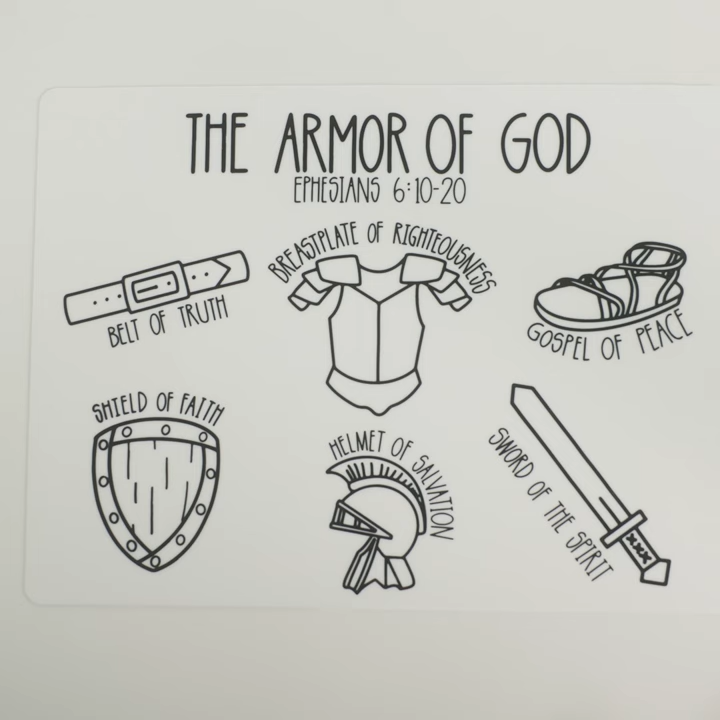 THE ARMOR OF GOD
EPHESIANS 6:10-20
BELT OF TRUTH
BREASTPLATE OF RIGHTEOUSNESS
GOSPEL OF PEACE
SHIELD OF FAITH
HELMET OF SALVATION
SWORD OF THE SPIRIT